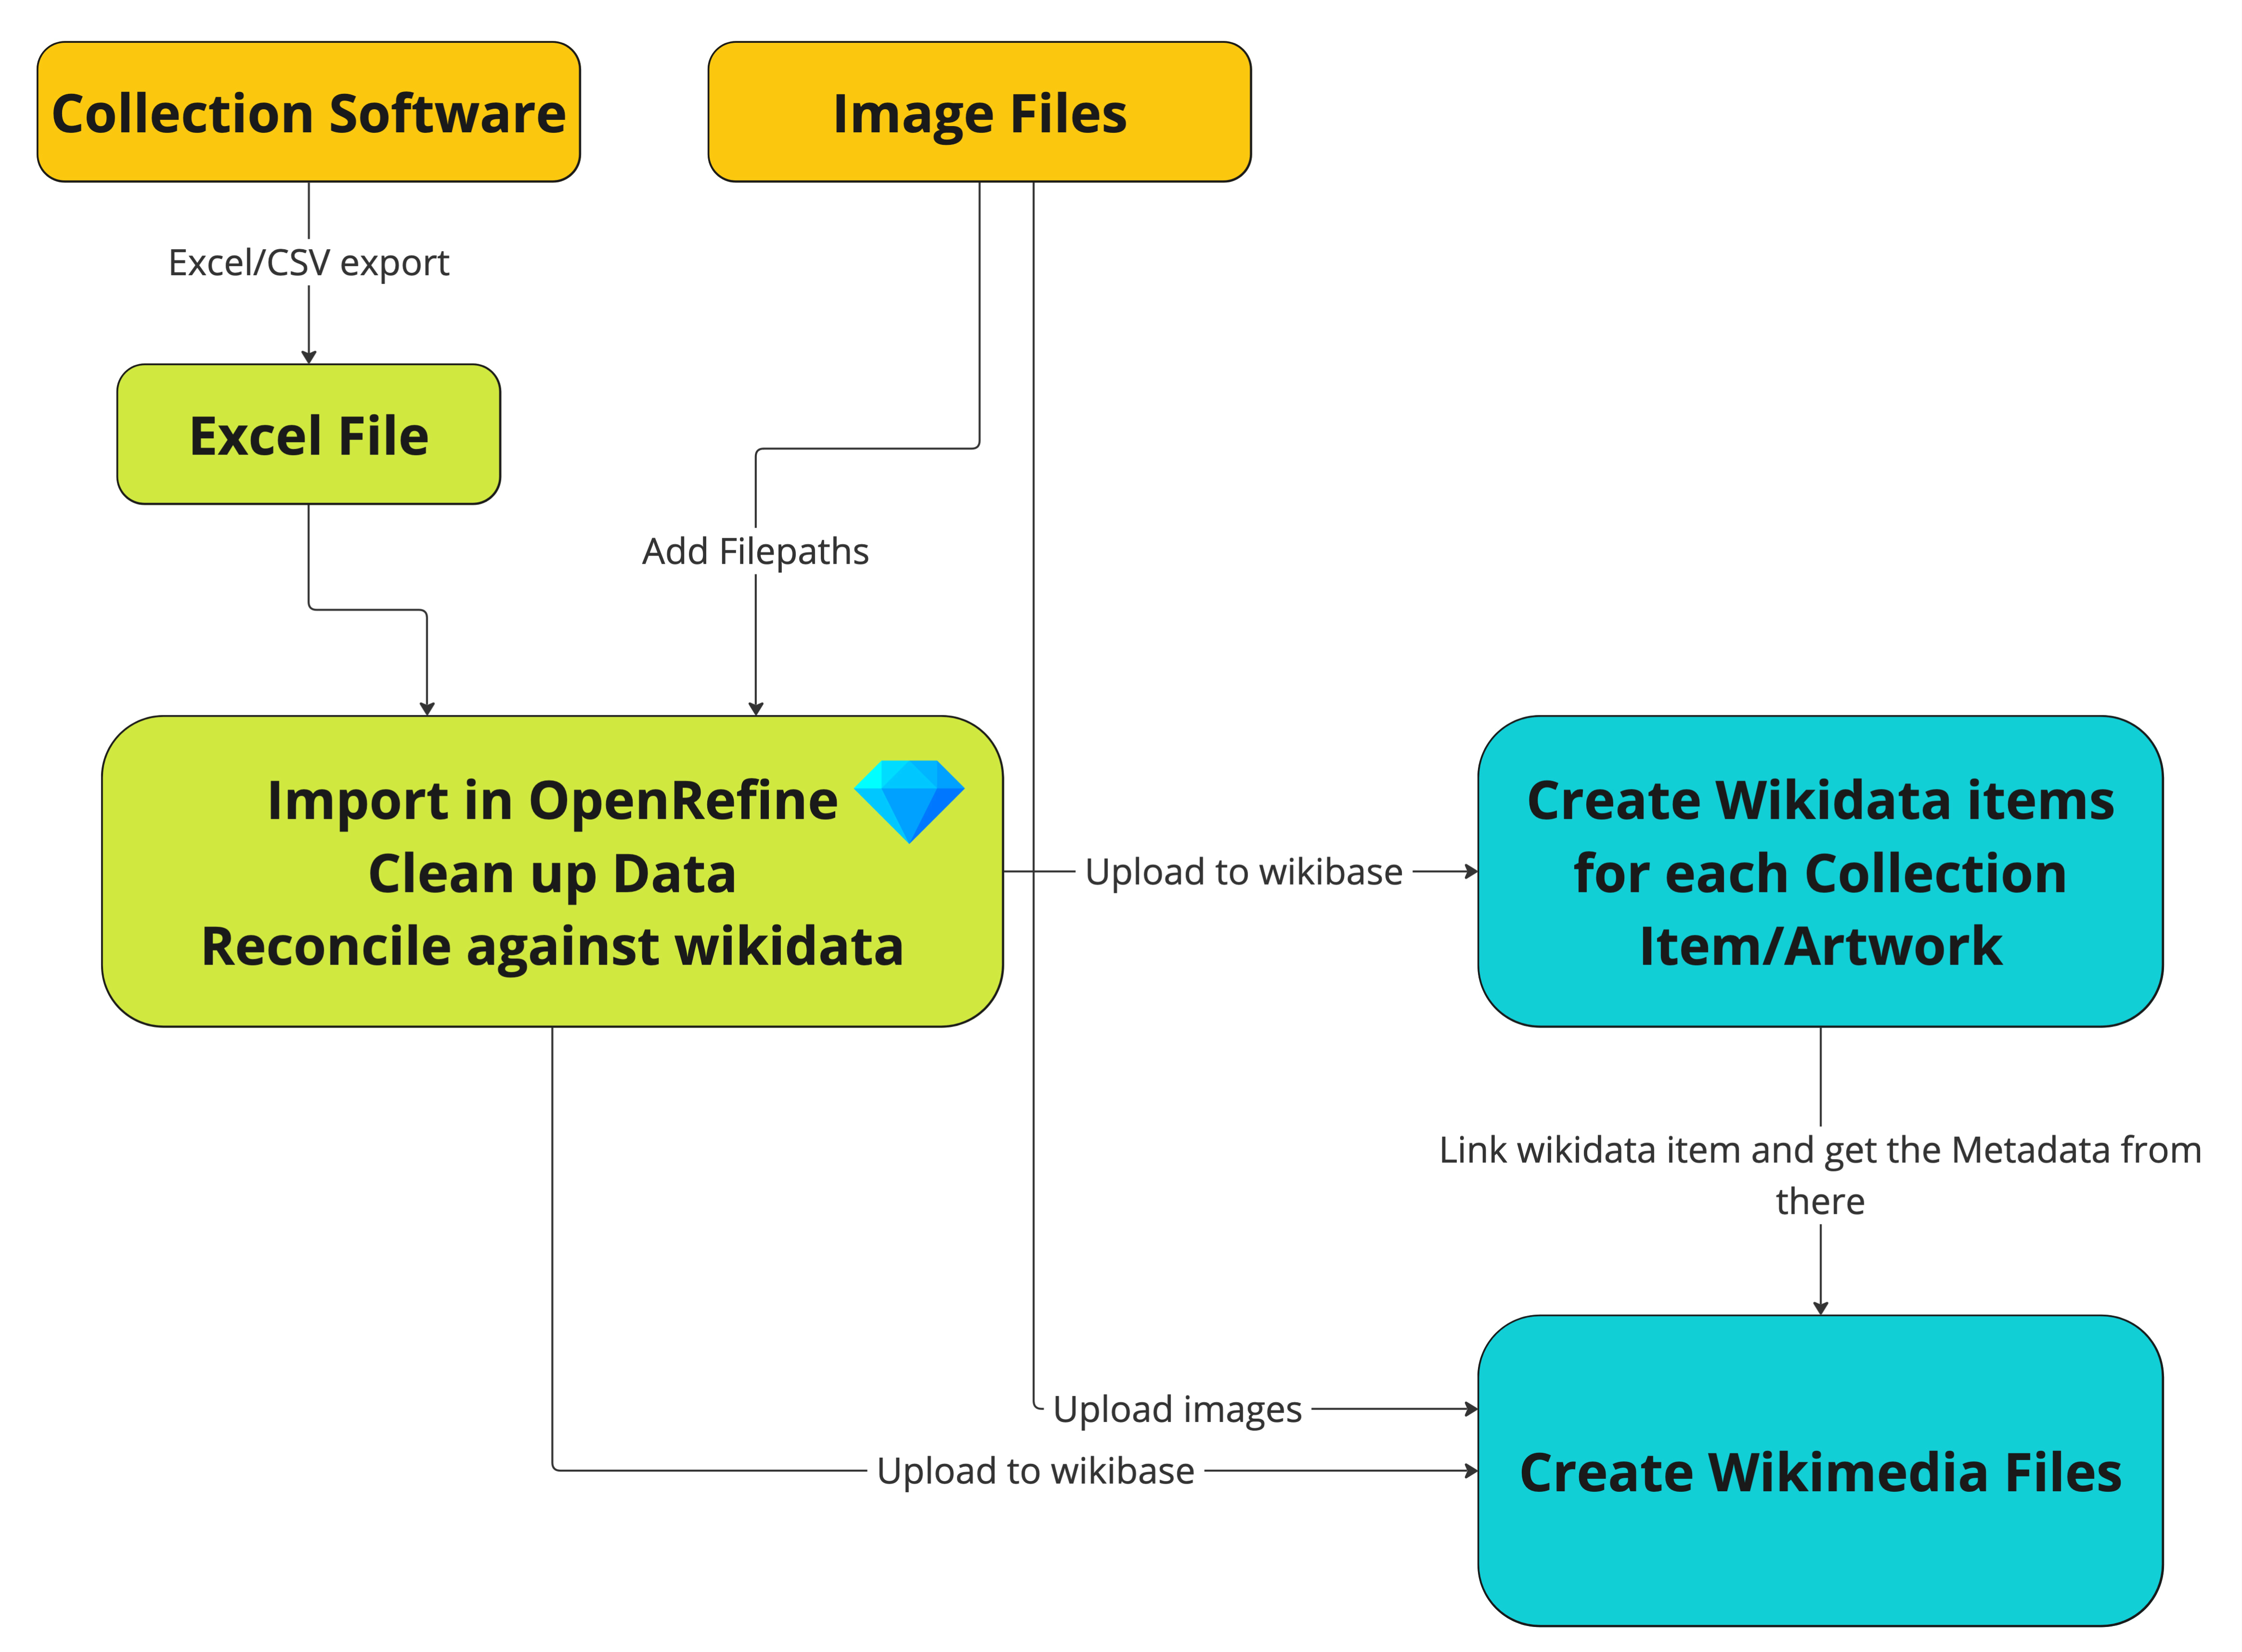 Collection Software
Image Files
Excel/CSV export
Excel File
Add Filepaths
Import in OpenRefine
Clean up Data
Reconcile against wikidata
Upload to wikibase
Create Wikidata items
for each Collection
Item/Artwork
Link wikidata item and get the Metadata from
there
Upload images
Upload to wikibase
Create Wikimedia Files